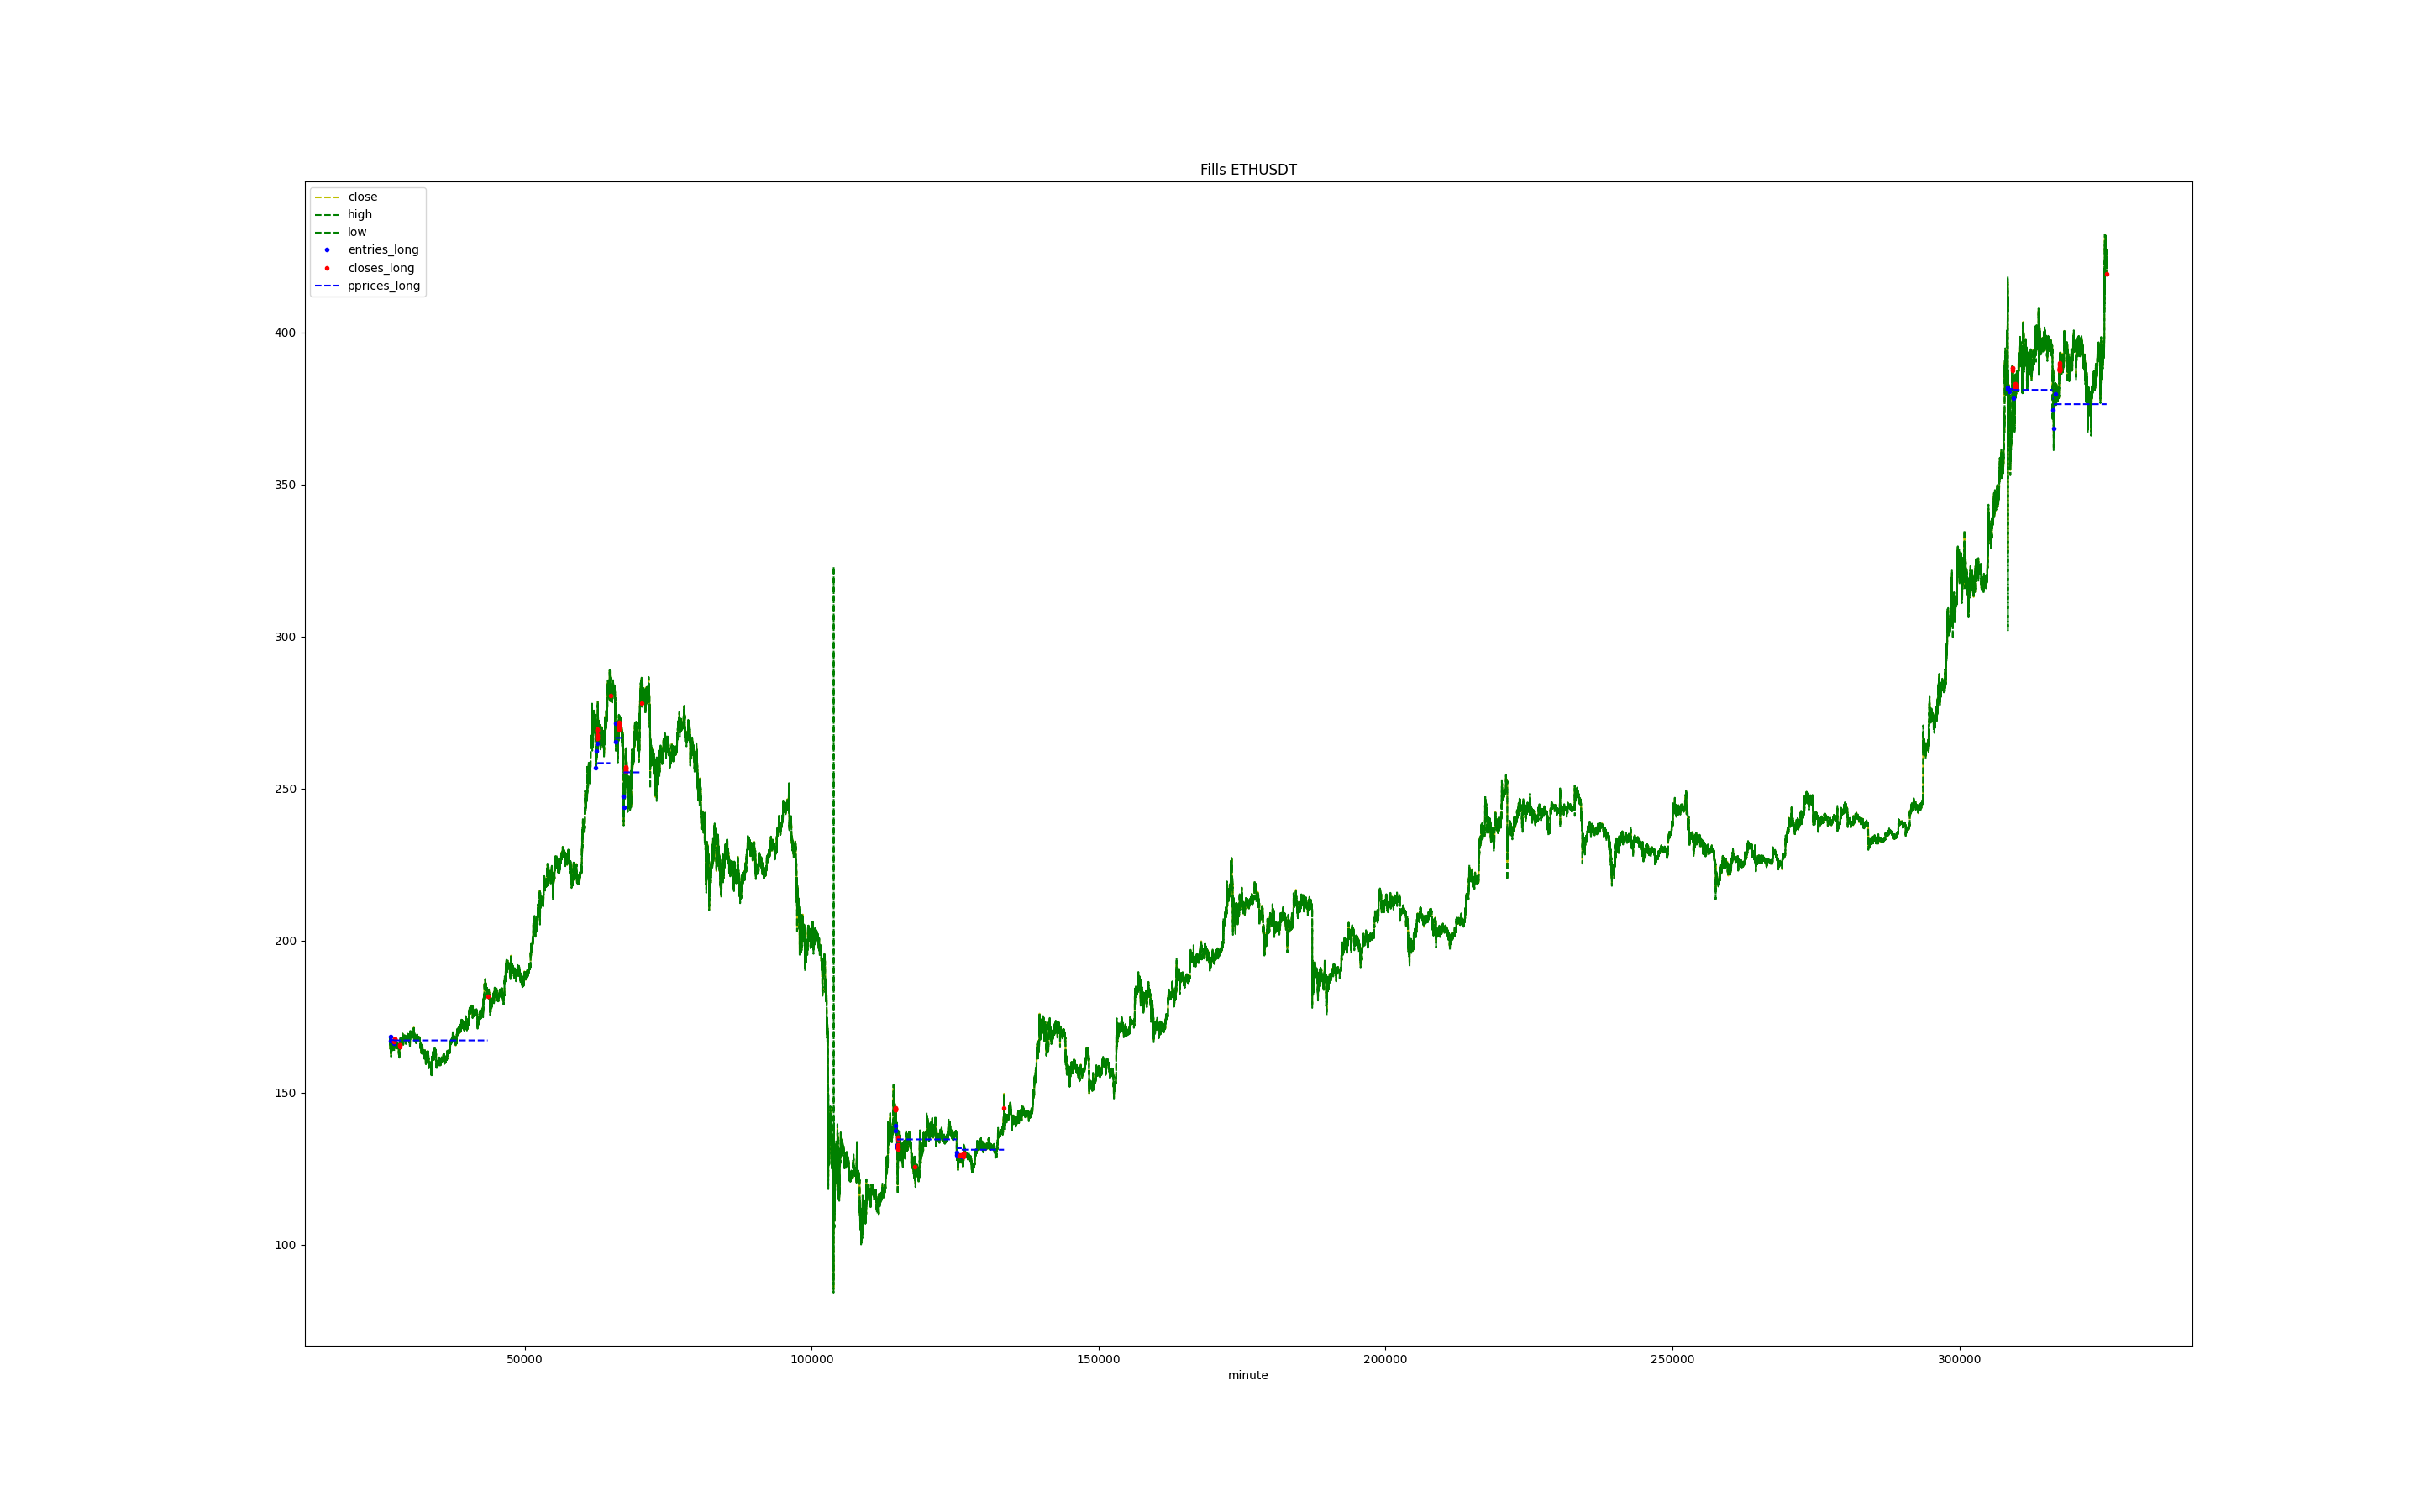 Fills ETHUSDT
close
high
low
entries_long
closes_long
pprices_long
400
350
300
250
200
150
100
50000 100000 150000 200000 250000 300000
minute